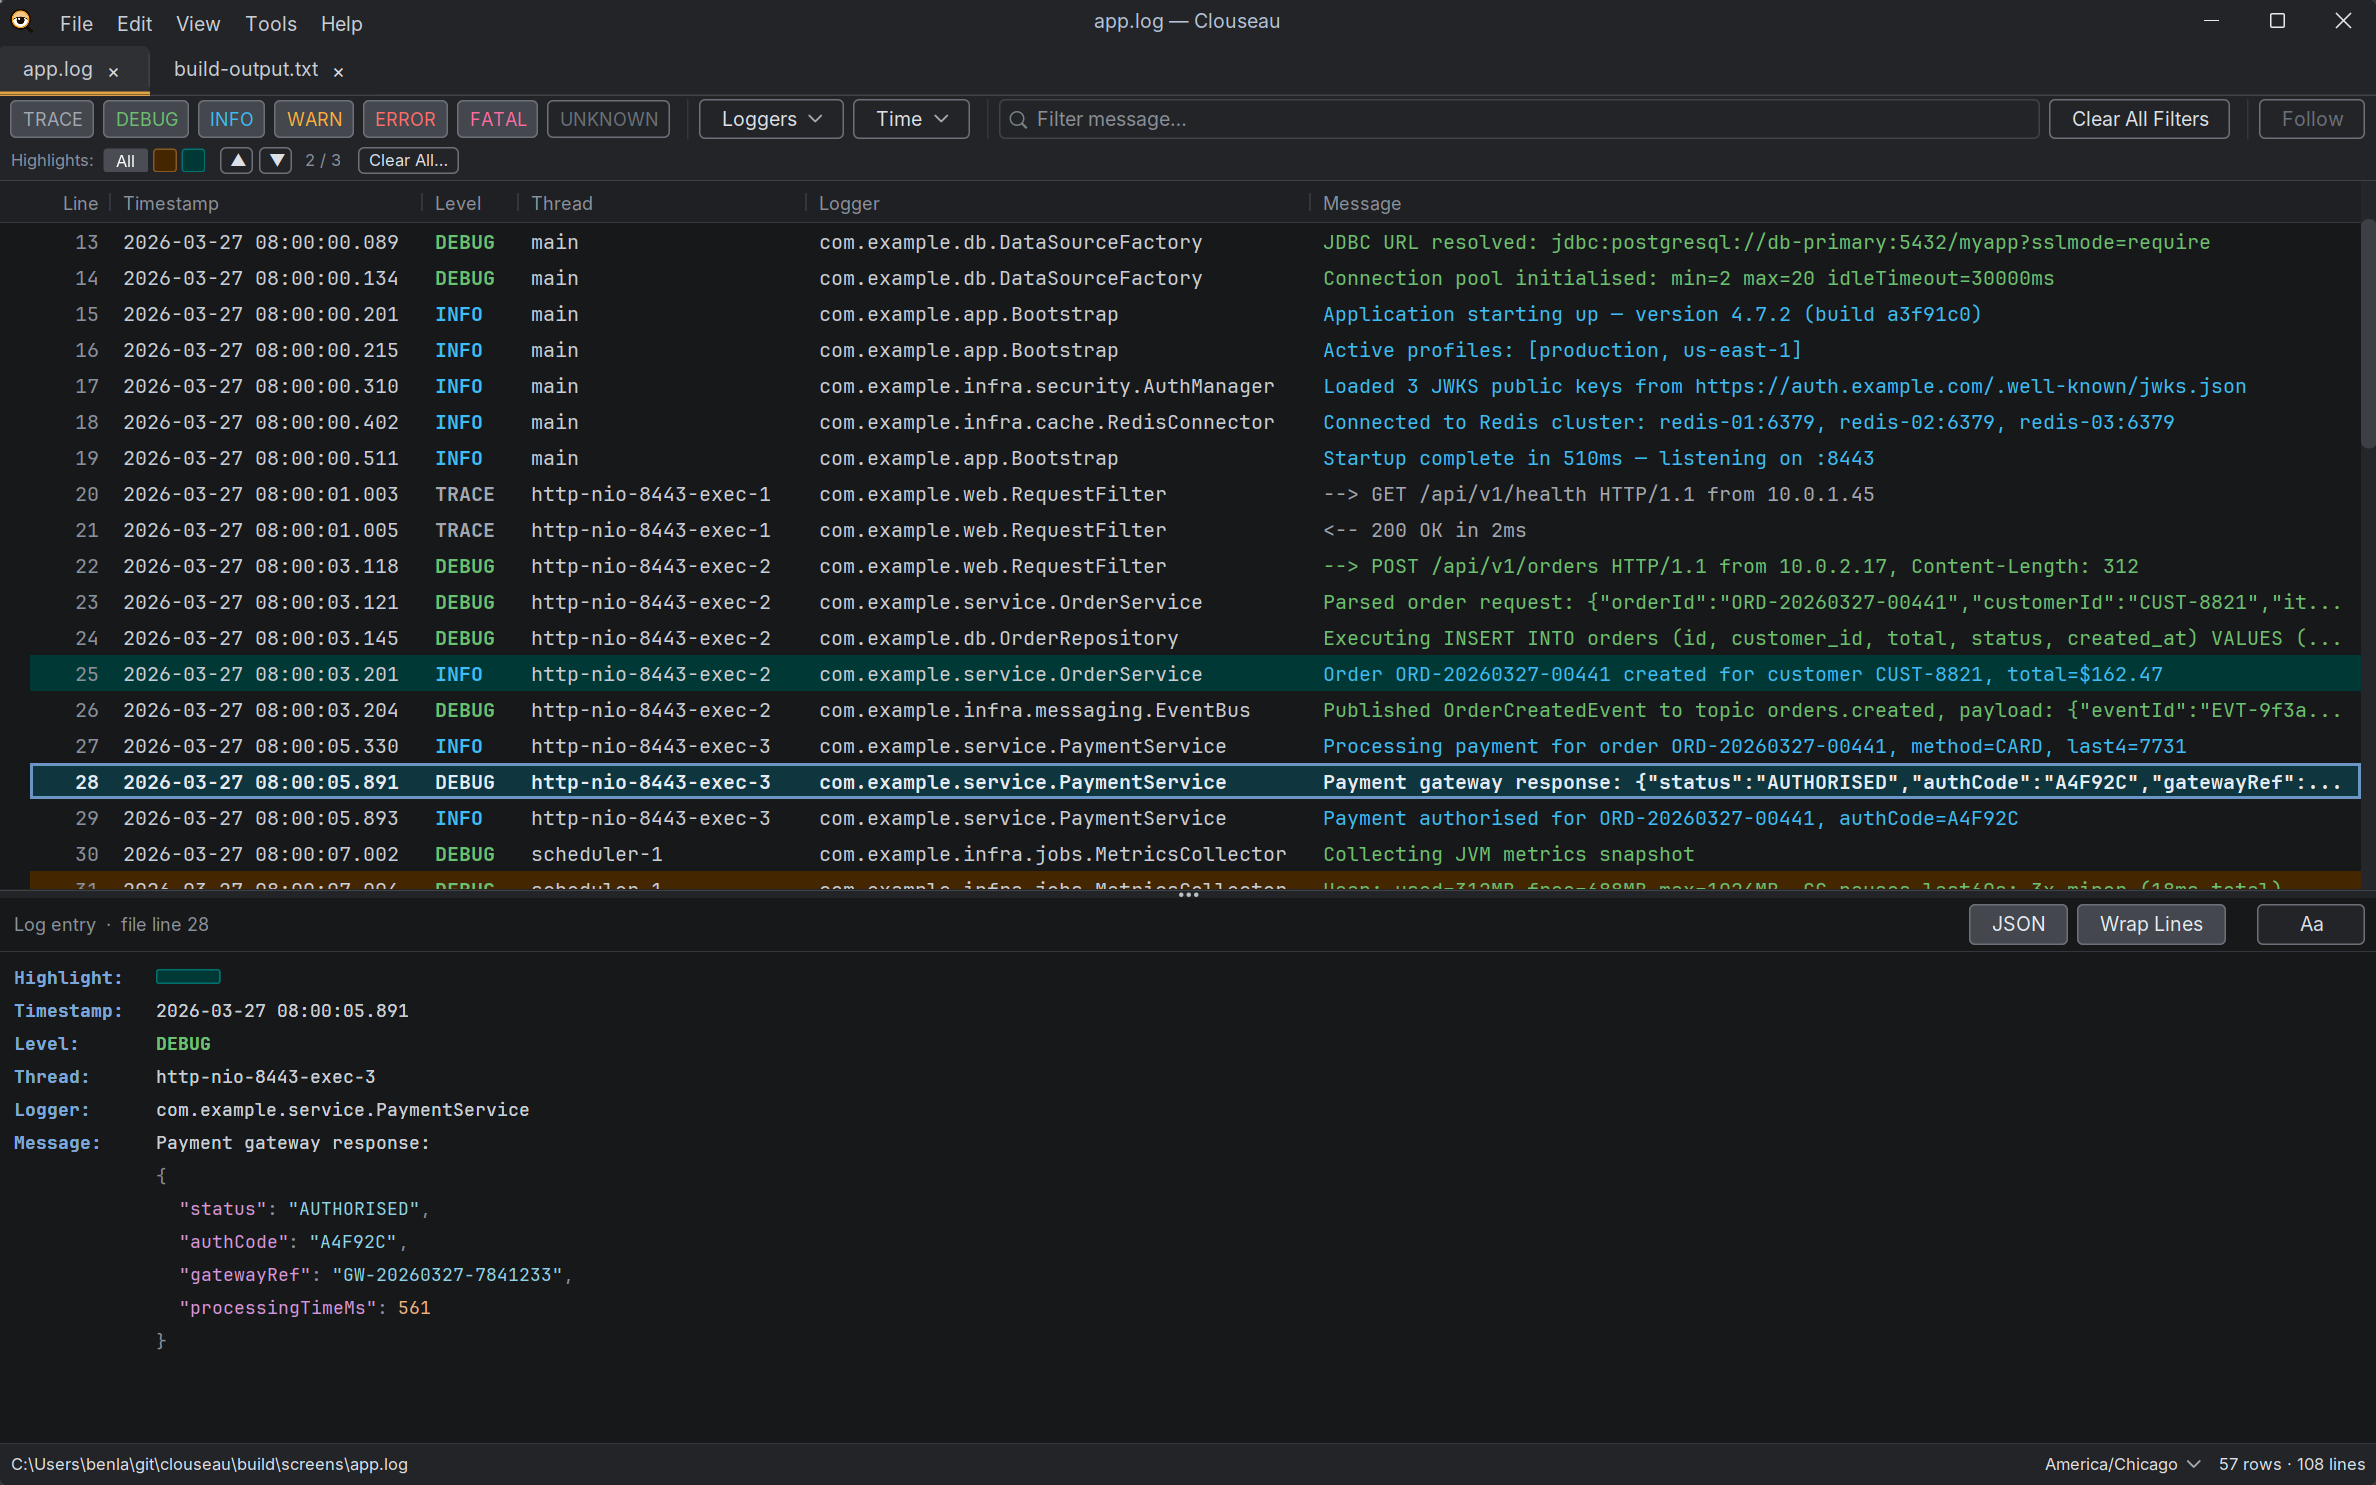 File Edit View Tools Help
app.log — Clouseau
app.log × build-output.txt ×
TRACE DEBUG INFO WARN ERROR FATAL UNKNOWN Loggers Time Filter message... Clear All Filters Follow
Highlights: All ▲ ▼ 2 / 3 Clear All...
Line Timestamp Level Thread Logger Message
13 2026-03-27 08:00:00.089 DEBUG main com.example.db.DataSourceFactory JDBC URL resolved: jdbc:postgresql://db-primary:5432/myapp?sslmode=require
14 2026-03-27 08:00:00.134 DEBUG main com.example.db.DataSourceFactory Connection pool initialised: min=2 max=20 idleTimeout=30000ms
15 2026-03-27 08:00:00.201 INFO main com.example.app.Bootstrap Application starting up — version 4.7.2 (build a3f91c0)
16 2026-03-27 08:00:00.215 INFO main com.example.app.Bootstrap Active profiles: [production, us-east-1]
17 2026-03-27 08:00:00.310 INFO main com.example.infra.security.AuthManager Loaded 3 JWKS public keys from https://auth.example.com/.well-known/jwks.json
18 2026-03-27 08:00:00.402 INFO main com.example.infra.cache.RedisConnector Connected to Redis cluster: redis-01:6379, redis-02:6379, redis-03:6379
19 2026-03-27 08:00:00.511 INFO main com.example.app.Bootstrap Startup complete in 510ms — listening on :8443
20 2026-03-27 08:00:01.003 TRACE http-nio-8443-exec-1 com.example.web.RequestFilter --> GET /api/v1/health HTTP/1.1 from 10.0.1.45
21 2026-03-27 08:00:01.005 TRACE http-nio-8443-exec-1 com.example.web.RequestFilter <-- 200 OK in 2ms
22 2026-03-27 08:00:03.118 DEBUG http-nio-8443-exec-2 com.example.web.RequestFilter --> POST /api/v1/orders HTTP/1.1 from 10.0.2.17, Content-Length: 312
23 2026-03-27 08:00:03.121 DEBUG http-nio-8443-exec-2 com.example.service.OrderService Parsed order request: {"orderId":"ORD-20260327-00441","customerId":"CUST-8821","it...
24 2026-03-27 08:00:03.145 DEBUG http-nio-8443-exec-2 com.example.db.OrderRepository Executing INSERT INTO orders (id, customer_id, total, status, created_at) VALUES (...
25 2026-03-27 08:00:03.201 INFO http-nio-8443-exec-2 com.example.service.OrderService Order ORD-20260327-00441 created for customer CUST-8821, total=$162.47
26 2026-03-27 08:00:03.204 DEBUG http-nio-8443-exec-2 com.example.infra.messaging.EventBus Published OrderCreatedEvent to topic orders.created, payload: {"eventId":"EVT-9f3a...
27 2026-03-27 08:00:05.330 INFO http-nio-8443-exec-3 com.example.service.PaymentService Processing payment for order ORD-20260327-00441, method=CARD, last4=7731
28 2026-03-27 08:00:05.891 DEBUG http-nio-8443-exec-3 com.example.service.PaymentService Payment gateway response: {"status":"AUTHORISED","authCode":"A4F92C","gatewayRef":...
29 2026-03-27 08:00:05.893 INFO http-nio-8443-exec-3 com.example.service.PaymentService Payment authorised for ORD-20260327-00441, authCode=A4F92C
30 2026-03-27 08:00:07.002 DEBUG scheduler-1 com.example.infra.jobs.MetricsCollector Collecting JVM metrics snapshot
31 2026-03-27 DEBUG scheduler-1 com.example.infra.jobs.MetricsCollector
Log entry · file line 28 JSON Wrap Lines Aa
Highlight:
Timestamp: 2026-03-27 08:00:05.891
Level: DEBUG
Thread: http-nio-8443-exec-3
Logger: com.example.service.PaymentService
Message: Payment gateway response:
{
"status": "AUTHORISED",
"authCode": "A4F92C",
"gatewayRef": "GW-20260327-7841233",
"processingTimeMs": 561
}
C:\Users\benla\git\clouseau\build\screens\app.log America/Chicago 57 rows · 108 lines